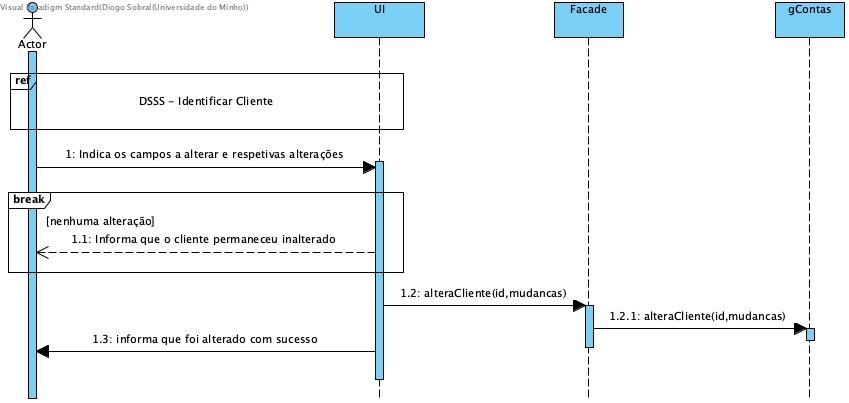 Visual Paradigm Standard(Diogo Sobral(Universidade do Minho))
UI
Facade
gContas
Actor
ref
DSSS - Identificar Cliente
1: Indica os campos a alterar e respetivas alterações
break
[nenhuma alteração]
1.1: Informa que o cliente permaneceu inalterado
1.2: alteraCliente(id,mudancas)
1.2.1: alteraCliente(id,mudancas)
1.3: informa que foi alterado com sucesso